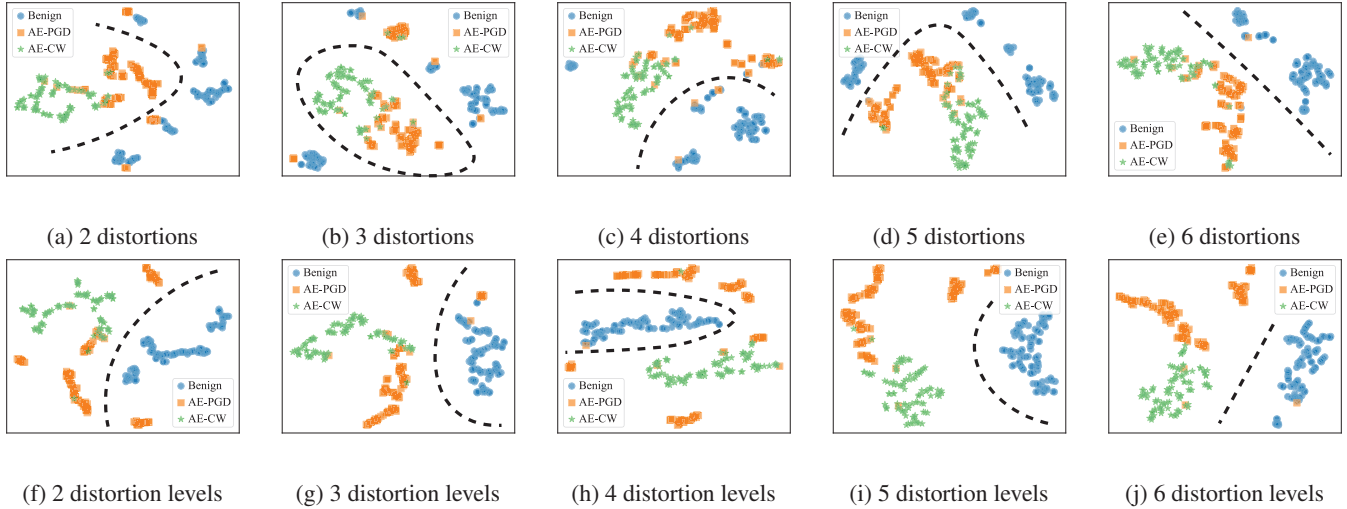 Benign
AE-PGD
AE-CW
Benign
AE-PGD
AE-CW
Benign
AE-PGD
AE-CW
Benign
AE-PGD
AE-CW
Benign
AE-PGD
AE-CW
(a) 2 distortions
(b) 3 distortions
(c) 4 distortions
(d) 5 distortions
(e) 6 distortions
Benign
AE-PGD
AE-CW
Benign
AE-PGD
AE-CW
Benign
AE-PGD
AE-CW
Benign
AE-PGD
AE-CW
Benign
AE-PGD
AE-CW
(f) 2 distortion levels
(g) 3 distortion levels
(h) 4 distortion levels
(i) 5 distortion levels
(j) 6 distortion levels